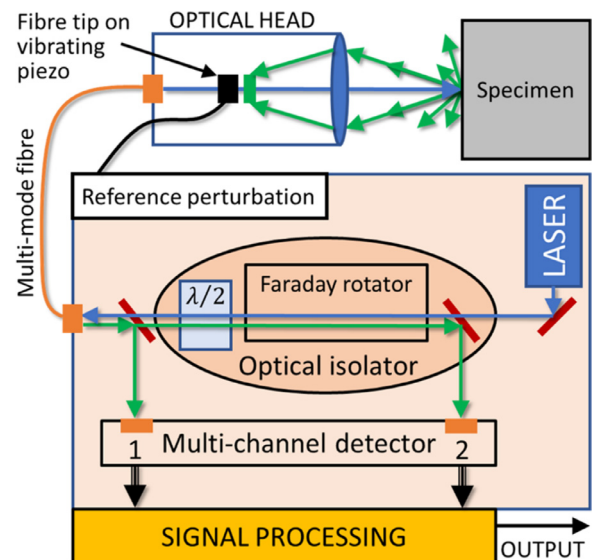 Fibre tip on
vibrating
piezo
OPTICAL HEAD
Specimen
Multi-mode fibre
Reference perturbation
LASER
λ/2
Faraday rotator
Optical isolator
1 Multi-channel detector 2
SIGNAL PROCESSING
OUTPUT